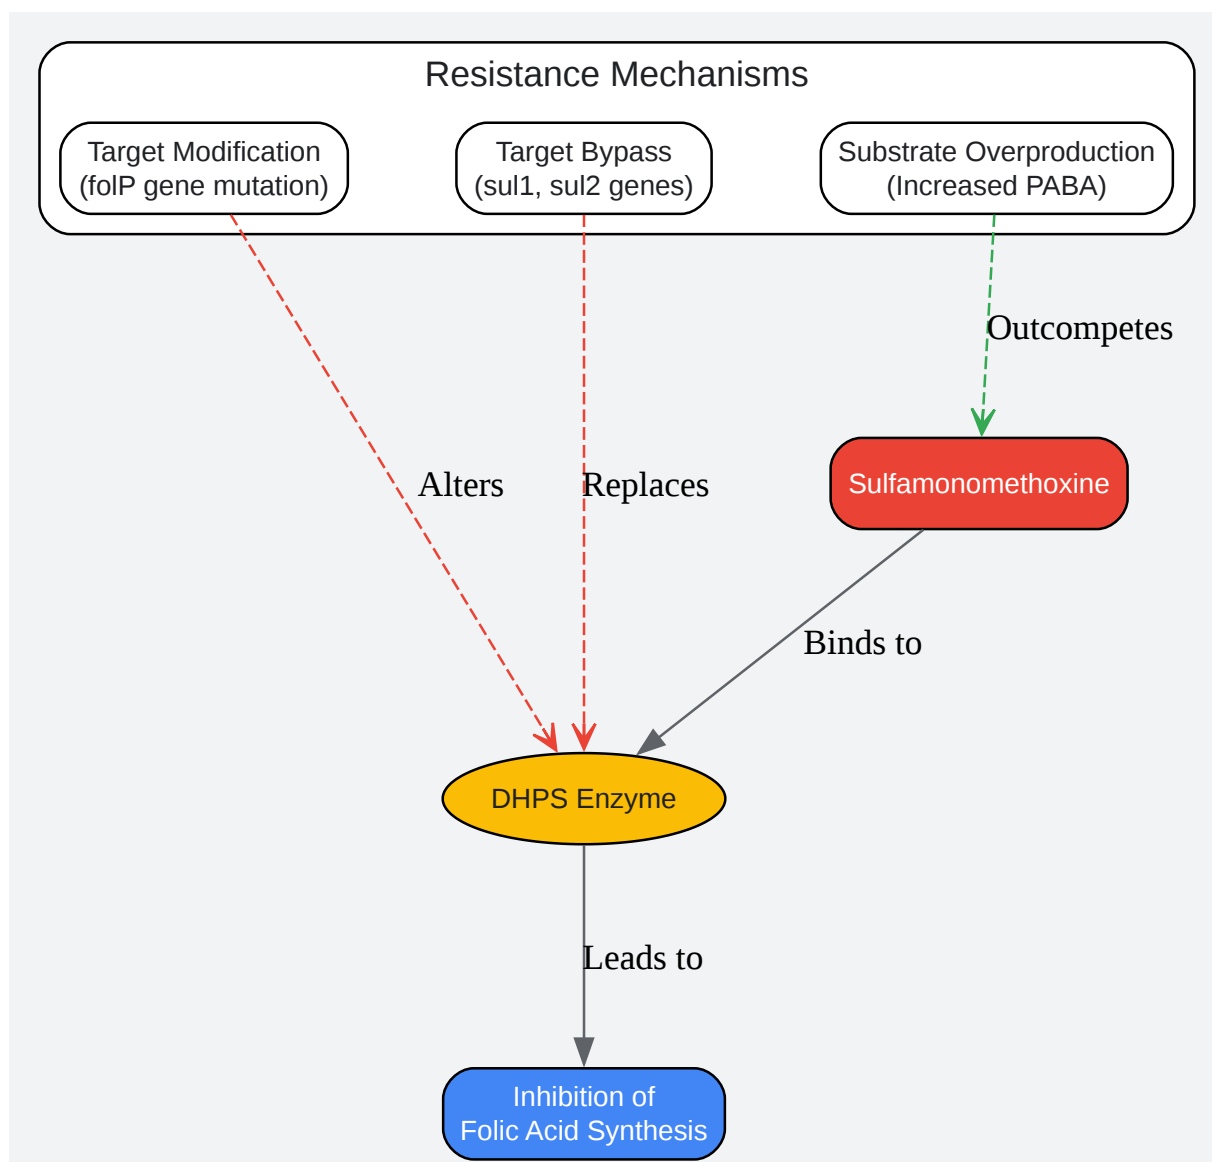 Resistance Mechanisms
Target Modification
(folP gene mutation)
Target Bypass
(sul1, sul2 genes)
Substrate Overproduction
(Increased PABA)
Outcompetes
Alters
Replaces
Sulfamonomethoxine
Binds to
DHPS Enzyme
Leads to
Inhibition of
Folic Acid Synthesis